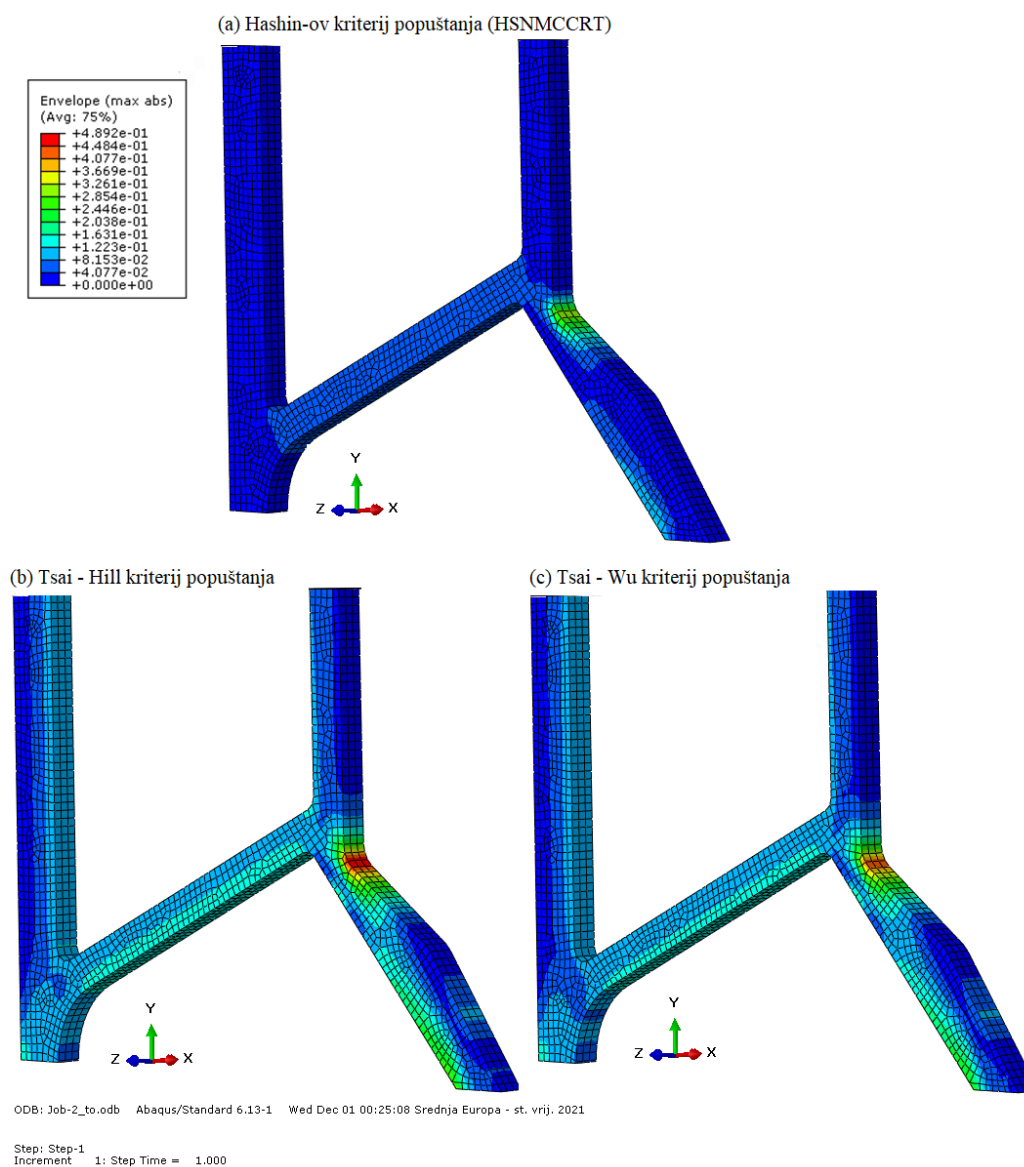 (a) Hashin-ov kriterij popuštanja (HSNMCCRT)
Envelope (max abs)
(Avg: 75%)
+4.892e-01
+4.484e-01
+4.077e-01
+3.669e-01
+3.261e-01
+2.854e-01
+2.446e-01
+2.038e-01
+1.631e-01
+1.223e-01
+8.153e-02
+4.077e-02
+0.000e+00
Y
Z X
(b) Tsai - Hill kriterij popuštanja
(c) Tsai - Wu kriterij popuštanja
Y
Z X
Y
Z X
ODB: Job-2_to.odb Abaqus/Standard 6.13-1 Wed Dec 01 00:25:08 Srednja Europa - st. vrij. 2021
Step: Step-1
Increment 1: Step Time = 1.000